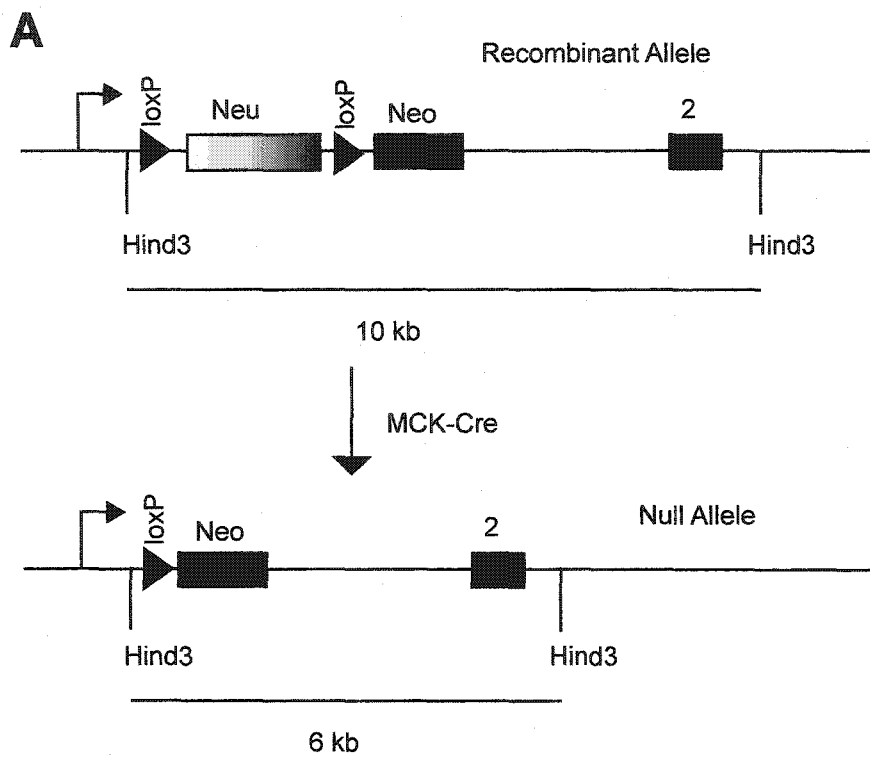 A
Recombinant Allele
loxP Neu loxP Neo 2
Hind3 Hind3
10 kb
MCK-Cre
loxP Neo 2 Null Allele
Hind3 Hind3
6 kb